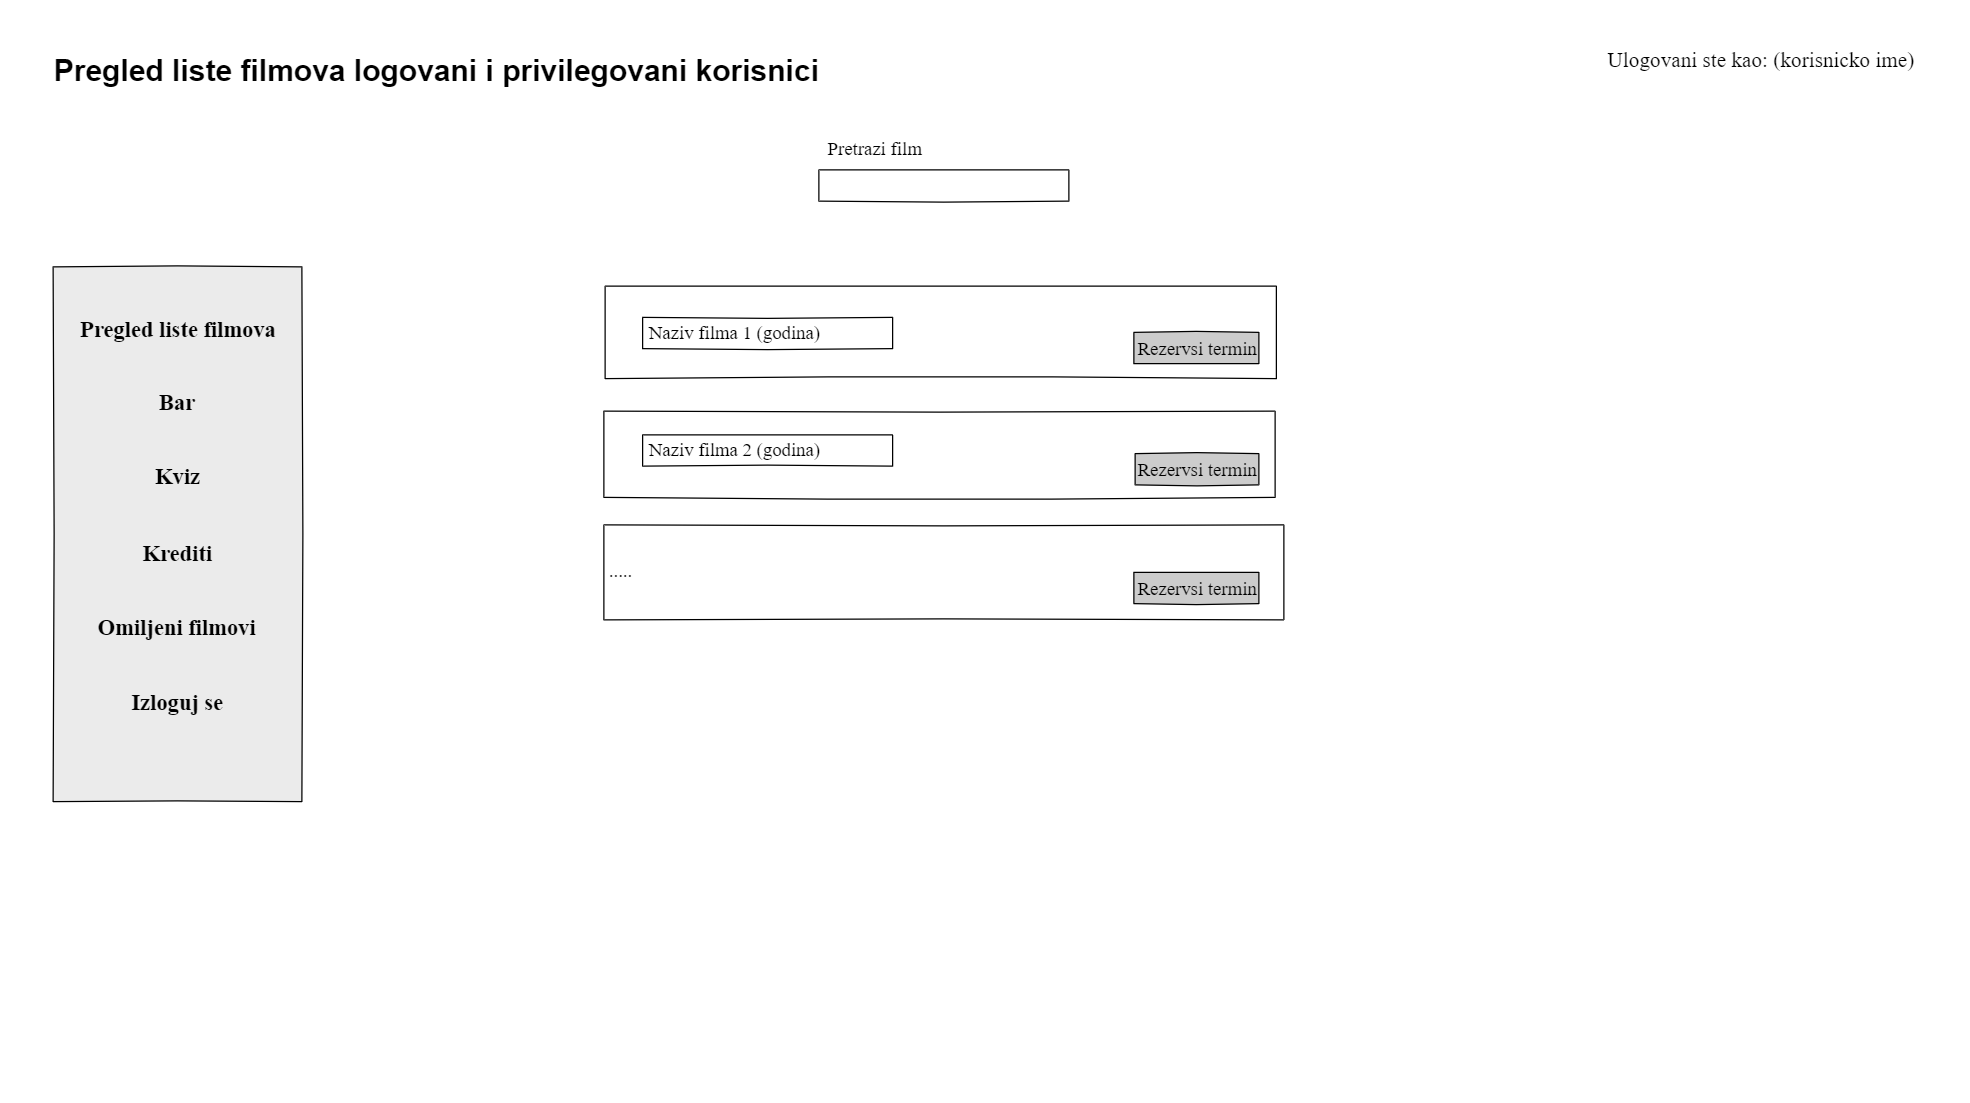 Pregled liste filmova logovani i privilegovani korisnici
Ulogovani ste kao: (korisnicko ime)
Pretrazi film
Pregled liste filmova
Bar
Kviz
Krediti
Omiljeni filmovi
Izloguj se
Naziv filma 1 (godina)
Rezervsi termin
Naziv filma 2 (godina)
Rezervsi termin
.....
Rezervsi termin